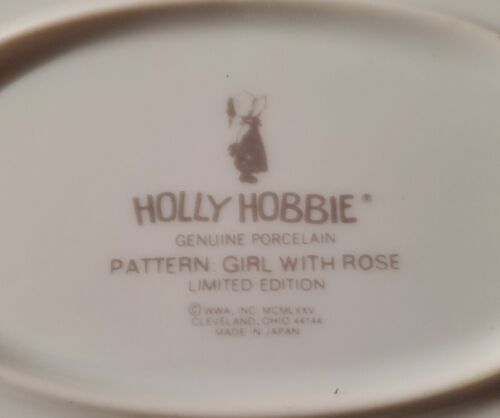 HOLLY HOBBIE®
GENUINE PORCELAIN
PATTERN: GIRL WITH ROSE
LIMITED EDITION
© WWA, INC MCMLXXV
CLEVELAND, OHIO 44144
MADE IN JAPAN